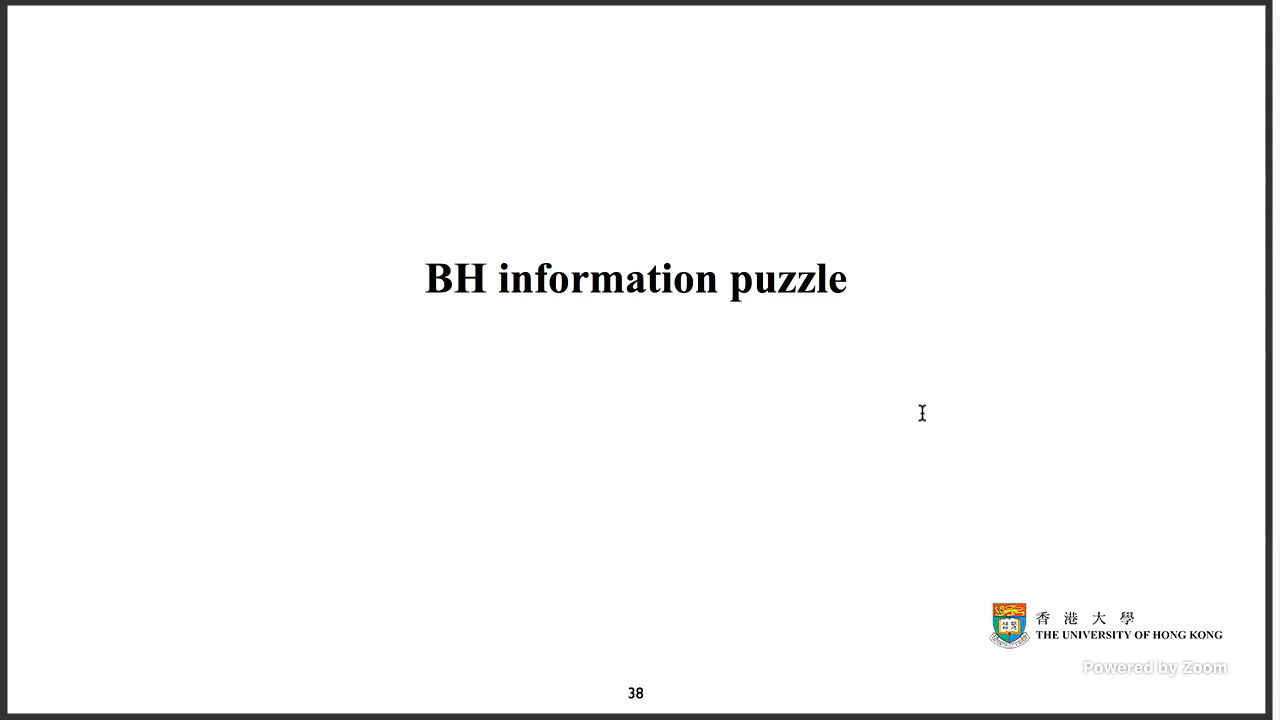 BH information puzzle
香港大學
THE UNIVERSITY OF HONG KONG
Powered by Zoom
38